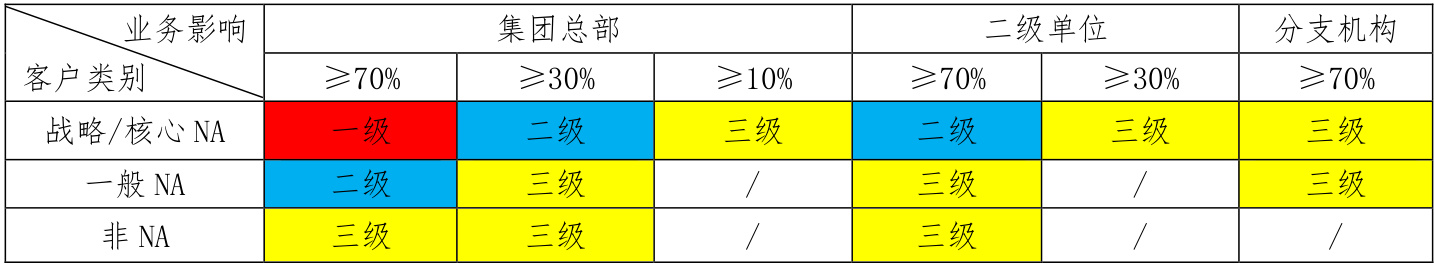 业务影响 集团总部 二级单位 分支机构
客户类别 ≥70% ≥30% ≥10% ≥70% ≥30% ≥70%
战略/核心 NA 一级 二级 三级 二级 三级 三级
一般 NA 二级 三级 / 三级 / 三级
非 NA 三级 三级 / 三级 / /